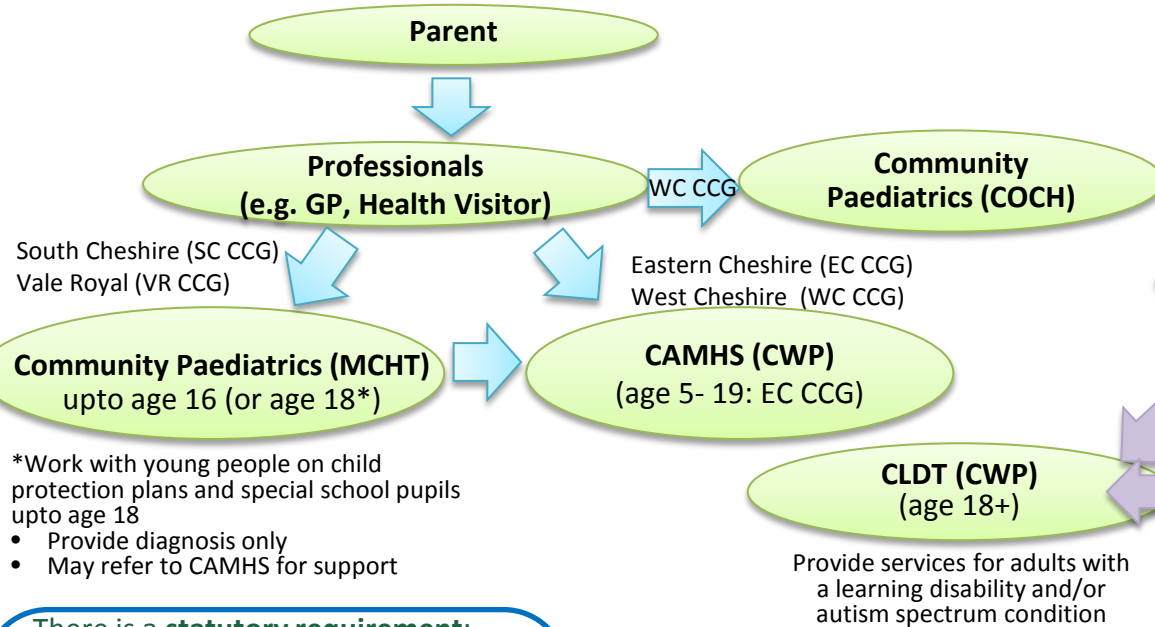 Parent
Professionals
(e.g. GP, Health Visitor)
WC CCG
Community
Paediatrics (COCH)
South Cheshire (SC CCG)
Vale Royal (VR CCG)
Eastern Cheshire (EC CCG)
West Cheshire (WC CCG)
Community Paediatrics (MCHT)
upto age 16 (or age 18*)
CAMHS (CWP)
(age 5- 19: EC CCG)
*Work with young people on child
protection plans and special school pupils
upto age 18
• Provide diagnosis only
• May refer to CAMHS for support
CLDT (CWP)
(age 18+)
Provide services for adults with
a learning disability and/or
autism spectrum condition
There is a statutory requirement: